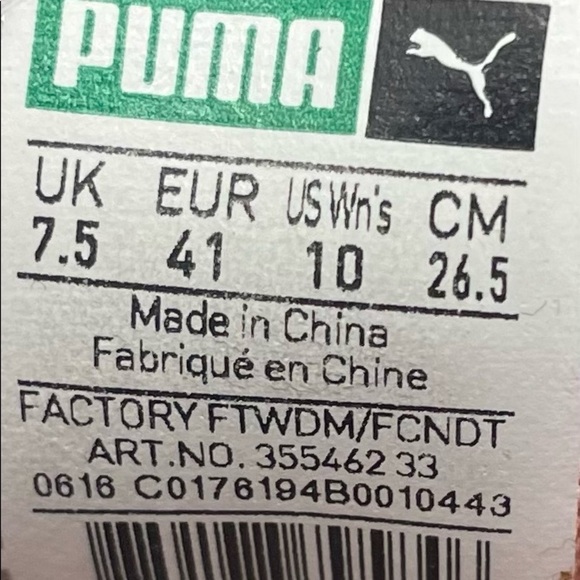 PUMA
UK EUR US Wn's CM
7.5 41 10 26.5
Made in China
Fabriqué en Chine
FACTORY FTWDM/FCNDT
ART.NO. 355462 33
0616 C0176194B0010443